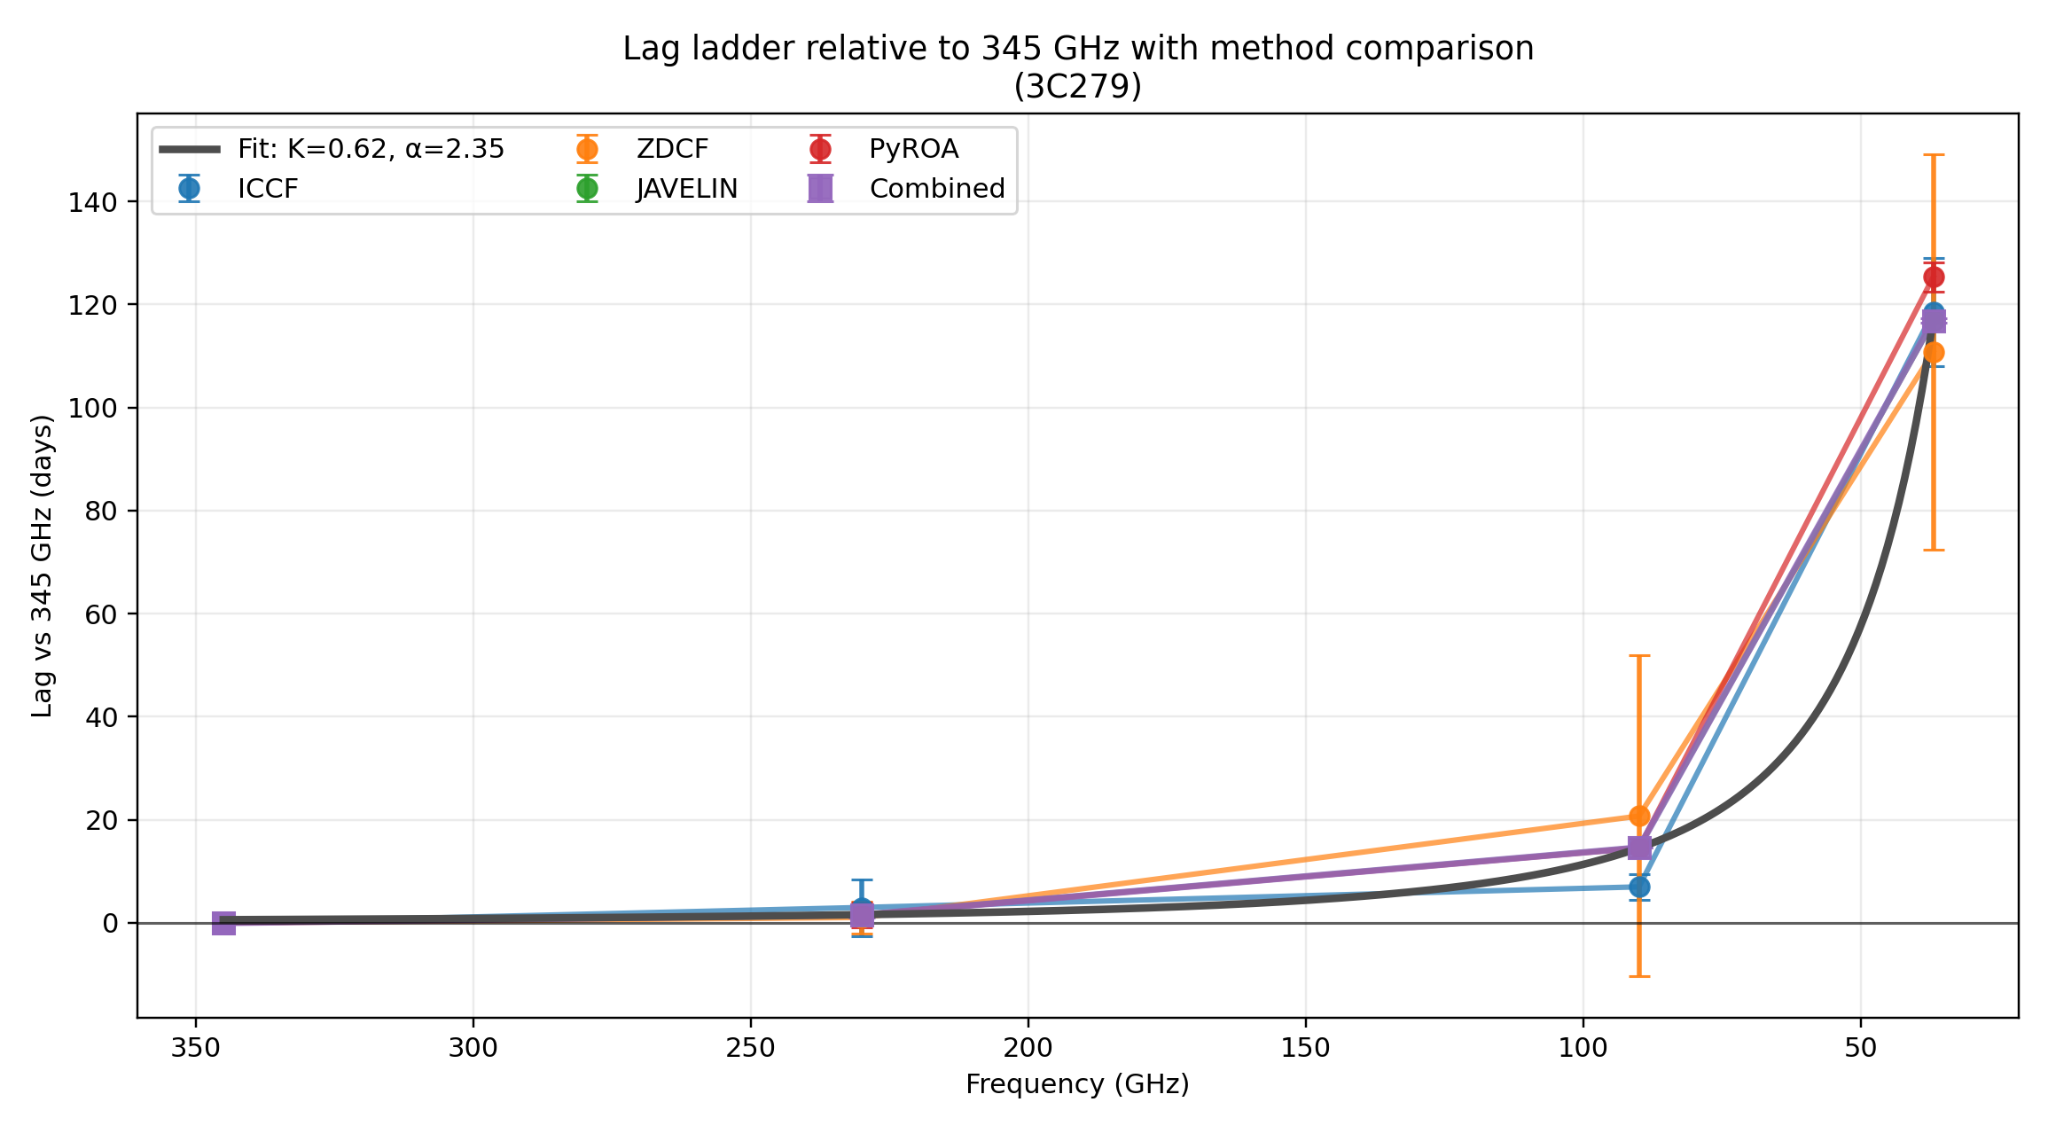 Lag ladder relative to 345 GHz with method comparison
(3C279)
Fit: K=0.62, α=2.35
ICCF
ZDCF
JAVELIN
PyROA
Combined
Lag vs 345 GHz (days)
140
120
100
80
60
40
20
0
350 300 250 200 150 100 50
Frequency (GHz)